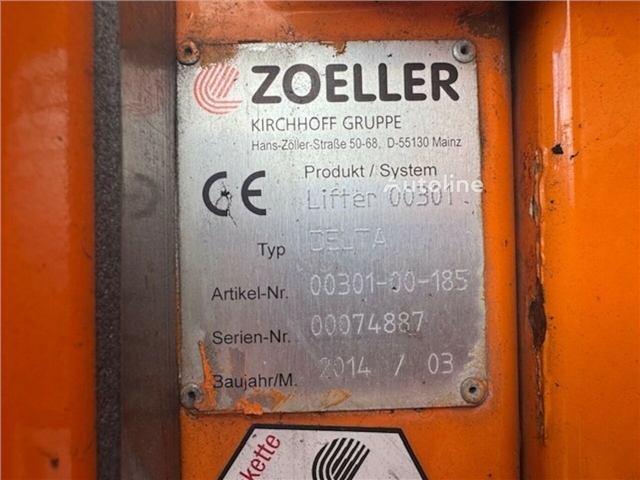 ZOELLER
KIRCHHOFF GRUPPE
Hans-Zöller-Straße 50-68, D-55130 Mainz
Produkt / System
Autoline
Lifter 00301
CE
Typ DELTA
Artikel-Nr. 00301-00-185
Serien-Nr. 00074887
Baujahr/M. 2014 / 03
kette